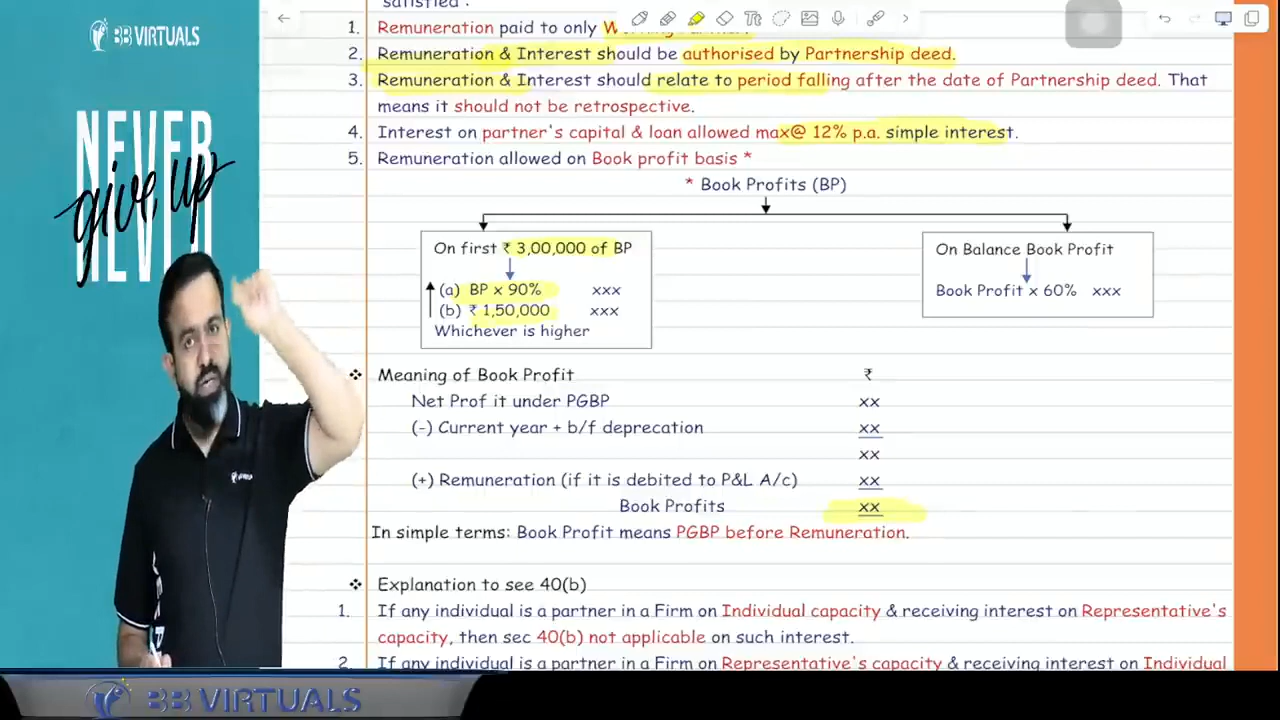 BB VIRTUALS
NEVER
give up
NEVER
satisfied :
1. Remuneration paid to only
2. Remuneration & Interest should be authorised by Partnership deed.
3. Remuneration & Interest should relate to period falling after the date of Partnership deed. That
means it should not be retrospective.
4. Interest on partner's capital & loan allowed max@ 12% p.a. simple interest.
5. Remuneration allowed on Book profit basis *
* Book Profits (BP)
On first ₹ 3,00,000 of BP
(a) BP x 90% xxx
(b) ₹ 1,50,000 xxx
Whichever is higher
On Balance Book Profit
Book Profit x 60% xxx
❖ Meaning of Book Profit ₹
Net Prof it under PGBP xx
(-) Current year + b/f deprecation xx
xx
(+) Remuneration (if it is debited to P&L A/c) xx
Book Profits xx
In simple terms: Book Profit means PGBP before Remuneration.
❖ Explanation to see 40(b)
1. If any individual is a partner in a Firm on Individual capacity & receiving interest on Representative's
capacity, then sec 40(b) not applicable on such interest.
2. If any individual is a partner in a Firm on Representative's capacity & receiving interest on Individual
BB VIRTUALS